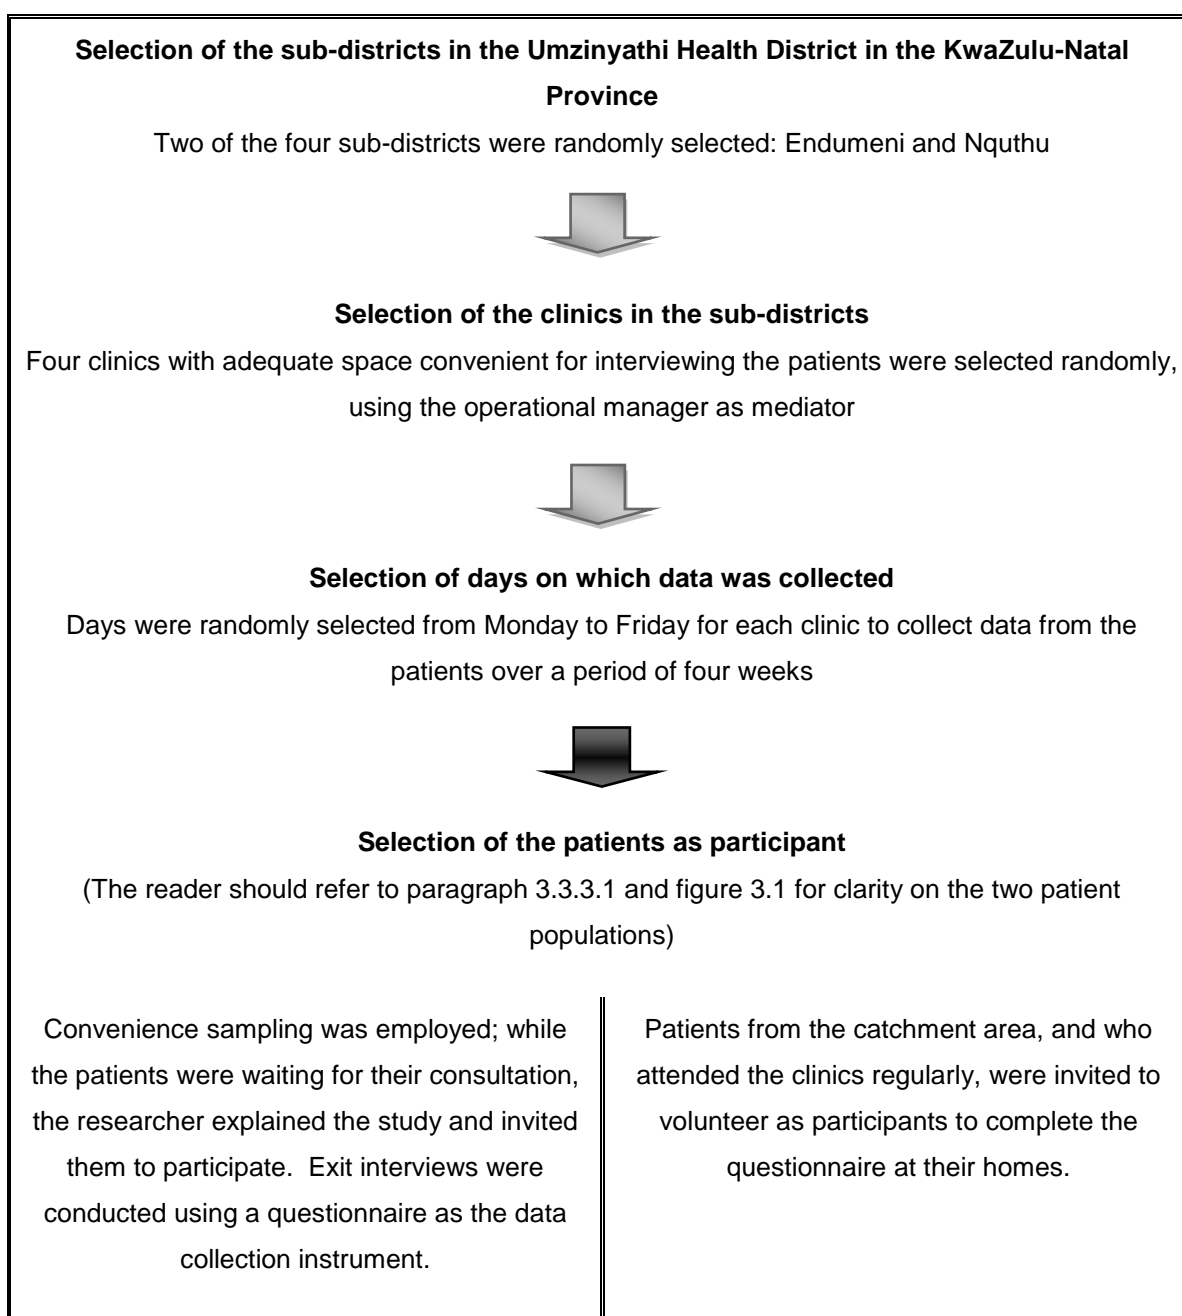 Selection of the sub-districts in the Umzinyathi Health District in the KwaZulu-Natal
Province
Two of the four sub-districts were randomly selected: Endumeni and Nquthu
Selection of the clinics in the sub-districts
Four clinics with adequate space convenient for interviewing the patients were selected randomly,
using the operational manager as mediator
Selection of days on which data was collected
Days were randomly selected from Monday to Friday for each clinic to collect data from the
patients over a period of four weeks
Selection of the patients as participant
(The reader should refer to paragraph 3.3.3.1 and figure 3.1 for clarity on the two patient
populations)
Convenience sampling was employed; while
the patients were waiting for their consultation,
the researcher explained the study and invited
them to participate.  Exit interviews were
conducted using a questionnaire as the data
collection instrument.
Patients from the catchment area, and who
attended the clinics regularly, were invited to
volunteer as participants to complete the
questionnaire at their homes.